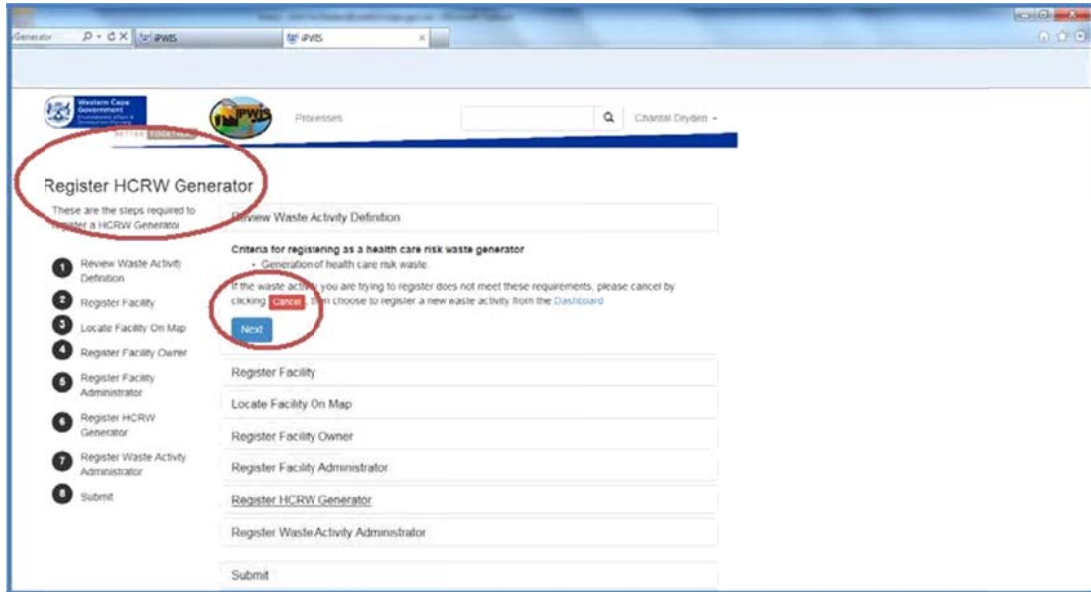 Generator
iPWIS
iPWIS
Western Cape
Government
BETTER TOGETHER
IPWIS
Processes
Chantal Dryden
Register HCRW Generator
These are the steps required to
register a HCRW Generator
1 Review Waste Activity
Definition
2 Register Facility
3 Locate Facility On Map
4 Register Facility Owner
5 Register Facility
Administrator
6 Register HCRW
Generator
7 Register Waste Activity
Administrator
8 Submit
Review Waste Activity Definition
Criteria for registering as a health care risk waste generator
• Generation of health care risk waste.
If the waste activity you are trying to register does not meet these requirements, please cancel by
clicking Cancel, then choose to register a new waste activity from the Dashboard
Next
Register Facility
Locate Facility On Map
Register Facility Owner
Register Facility Administrator
Register HCRW Generator
Register Waste Activity Administrator
Submit